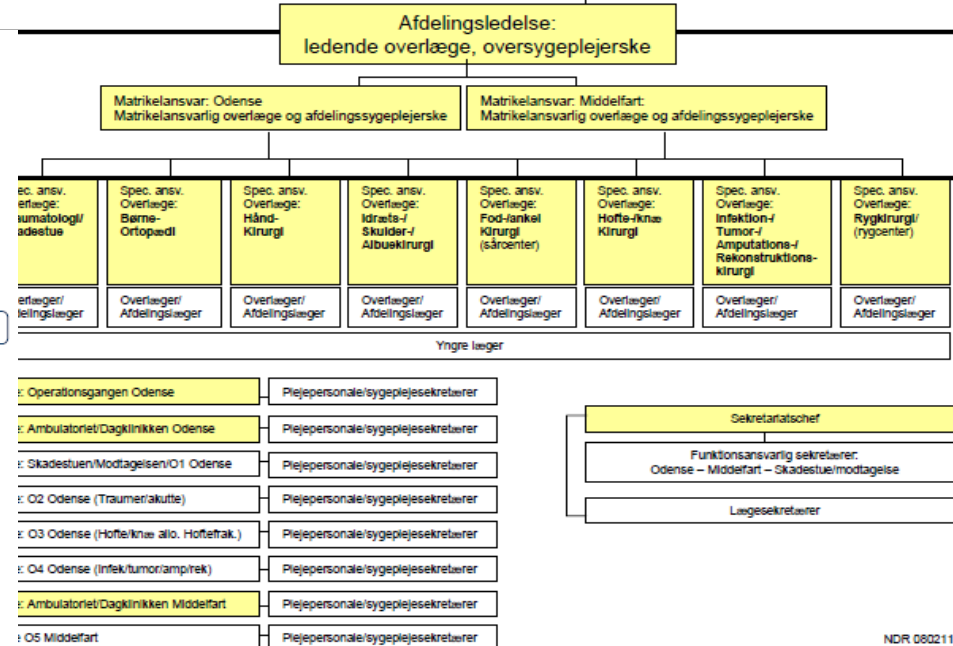 Afdelingsledelse:
ledende overlæge, oversygeplejerske
Matrikelansvar: Odense
Matrikelansvarlig overlæge og afdelingssygeplejerske
Matrikelansvar: Middelfart:
Matrikelansvarlig overlæge og afdelingssygeplejerske
ec. ansv.
erlæge:
umatologi/
adestue
Spec. ansv.
Overlæge:
Børne-
Ortopædi
Spec. ansv.
Overlæge:
Hånd-
Kirurgi
Spec. ansv.
Overlæge:
Idræts-/
Skulder-/
Albuekirurgi
Spec. ansv.
Overlæge:
Fod-/ankel
Kirurgi
(sårcenter)
Spec. ansv.
Overlæge:
Hofte-/knæ
Kirurgi
Spec. ansv.
Overlæge:
Infektion-/
Tumor-/
Amputations-/
Rekonstruktions-
kirurgi
Spec. ansv.
Overlæge:
Rygkirurgi/
(rygcenter)
erlæger/
delingslæger
Overlæger/
Afdelingslæger
Overlæger/
Afdelingslæger
Overlæger/
Afdelingslæger
Overlæger/
Afdelingslæger
Overlæger/
Afdelingslæger
Overlæger/
Afdelingslæger
Overlæger/
Afdelingslæger
Yngre læger
e: Operationsgangen Odense
Plejepersonale/sygeplejesekretærer
e: Ambulatoriet/Dagklinikken Odense
Plejepersonale/sygeplejesekretærer
e: Skadestuen/Modtagelsen/O1 Odense
Plejepersonale/sygeplejesekretærer
e: O2 Odense (Traumer/akutte)
Plejepersonale/sygeplejesekretærer
e: O3 Odense (Hofte/knæ allo. Hoftefrak.)
Plejepersonale/sygeplejesekretærer
e: O4 Odense (Infek/tumor/amp/rek)
Plejepersonale/sygeplejesekretærer
e: Ambulatoriet/Dagklinikken Middelfart
Plejepersonale/sygeplejesekretærer
e O5 Middelfart
Plejepersonale/sygeplejesekretærer
Sekretariatschef
Funktionsansvarlig sekretærer:
Odense – Middelfart – Skadestue/modtagelse
Lægesekretærer
NDR 080211